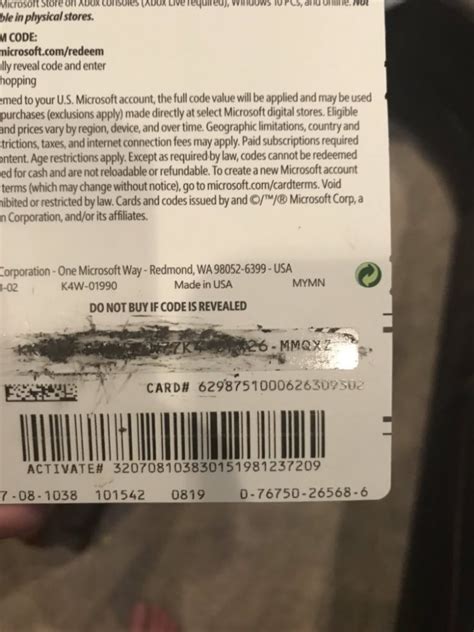 Microsoft Store on Xbox consoles (Xbox Live required), Windows 10 PCs, and online. Not
ble in physical stores.
M CODE:
microsoft.com/redeem
lly reveal code and enter
hopping
emed to your U.S. Microsoft account, the full code value will be applied and may be used
purchases (exclusions apply) made directly at select Microsoft digital stores. Eligible
and prices vary by region, device, and over time. Geographic limitations, country and
trictions, taxes, and internet connection fees may apply. Paid subscriptions required
ontent. Age restrictions apply. Except as required by law, codes cannot be redeemed
ed for cash and are not reloadable or refundable. To create a new Microsoft account
terms (which may change without notice), go to microsoft.com/cardterms. Void
hibited or restricted by law. Cards and codes issued by and ©/™/® Microsoft Corp, a
n Corporation, and/or its affiliates.
Corporation - One Microsoft Way - Redmond, WA 98052-6399 - USA
-02 K4W-01990 Made in USA MYMN
DO NOT BUY IF CODE IS REVEALED
26-MMQXZ
CARD# 6298751000626309302
ACTIVATE# 320708103830151981237209
7-08-1038 101542 0819 0-76750-26568-6